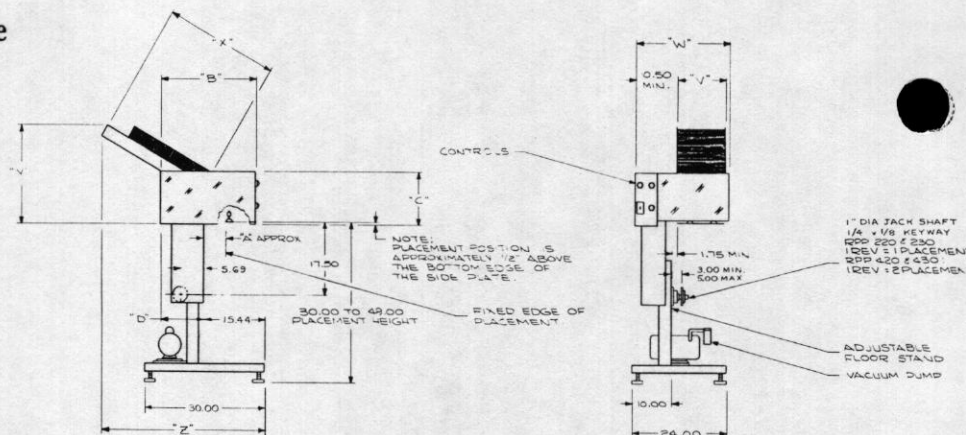 e
"X"
"B"
"Y"
"C"
"A" APPROX
5.69
17.50
"D"
15.44
30.00 TO 49.00
PLACEMENT HEIGHT
30.00
"Z"
NOTE:
PLACEMENT POSITION IS
APPROXIMATELY 1/2" ABOVE
THE BOTTOM EDGE OF
THE SIDE PLATE.
FIXED EDGE OF
PLACEMENT
CONTROLS
"W"
0.50
MIN.
"V"
1.75 MIN
3.00 MIN.
5.00 MAX
1" DIA JACK SHAFT
1/4 x 1/8 KEYWAY
RPP 220 & 230
1 REV = 1 PLACEMENT
RPP 420 & 430
1 REV = 2 PLACEMEN
ADJUSTABLE
FLOOR STAND
VACUUM PUMP
10.00
24.00